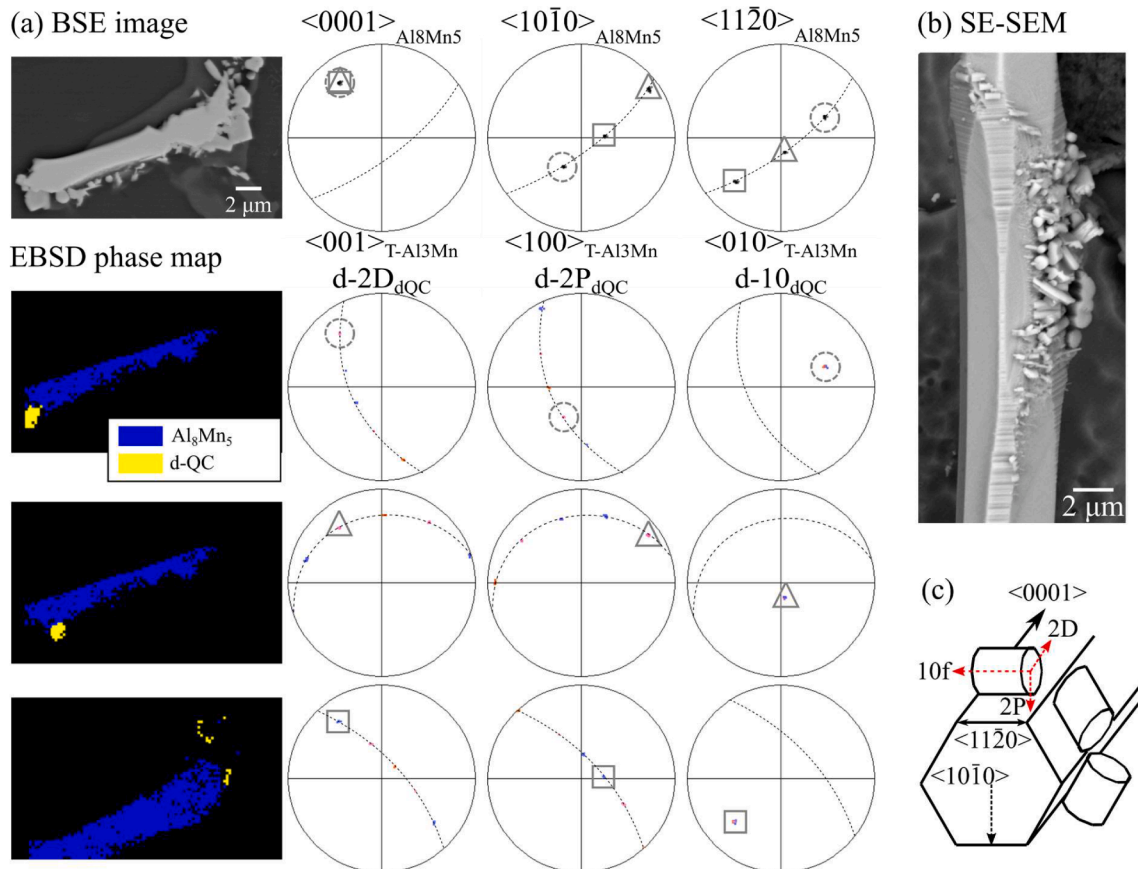 (a) BSE image
<0001>Al8Mn5
<101̅0>Al8Mn5
<112̅0>Al8Mn5
2 μm
EBSD phase map
<001>T-Al3Mn
<100>T-Al3Mn
<010>T-Al3Mn
d-2DdQC
d-2PdQC
d-10dQC
Al₈Mn₅
d-QC
(b) SE-SEM
2 μm
(c)
<0001>
2D
10f
2P
<112̅0>
<101̅0>